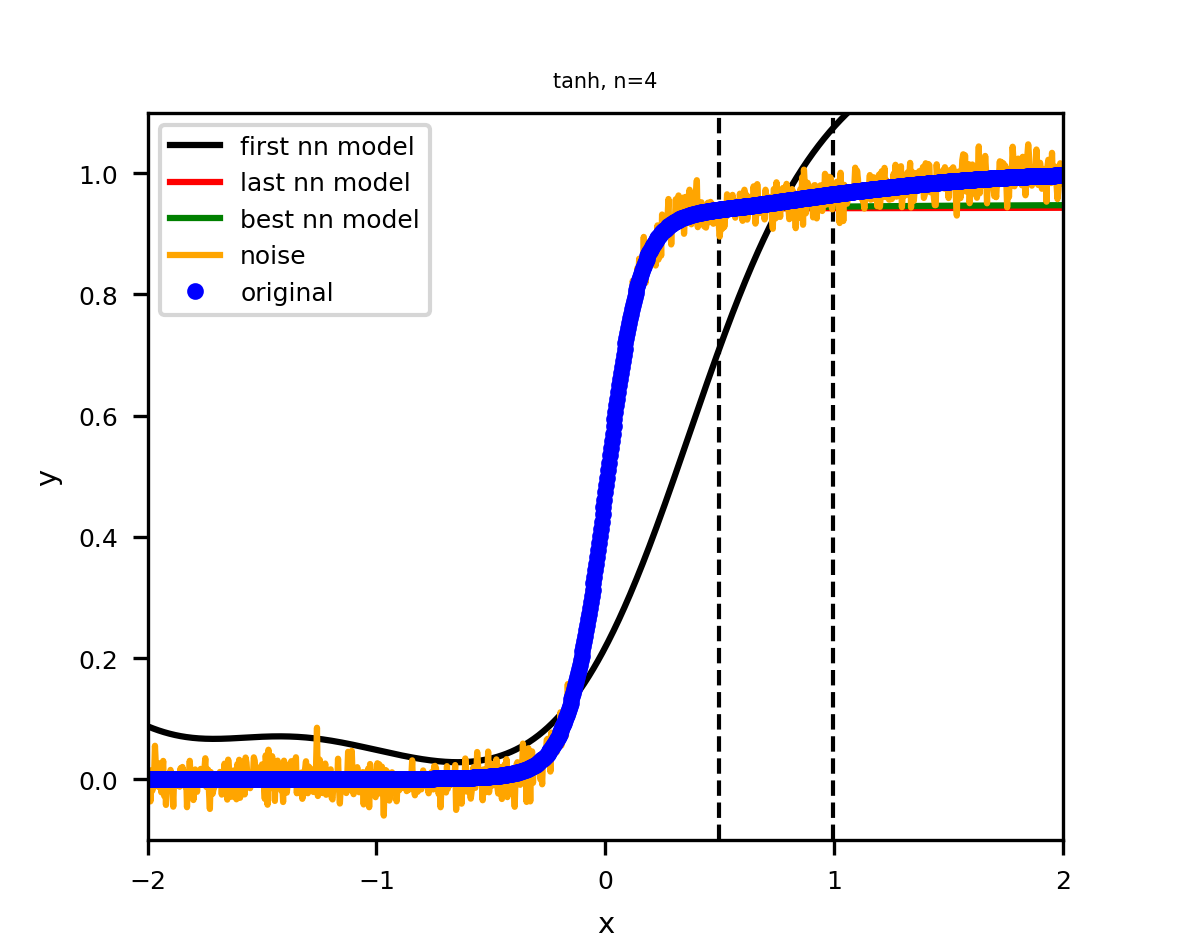 tanh, n=4
first nn model
last nn model
best nn model
noise
original
1.0
0.8
0.6
0.4
0.2
0.0
y
−2 −1 0 1 2
x